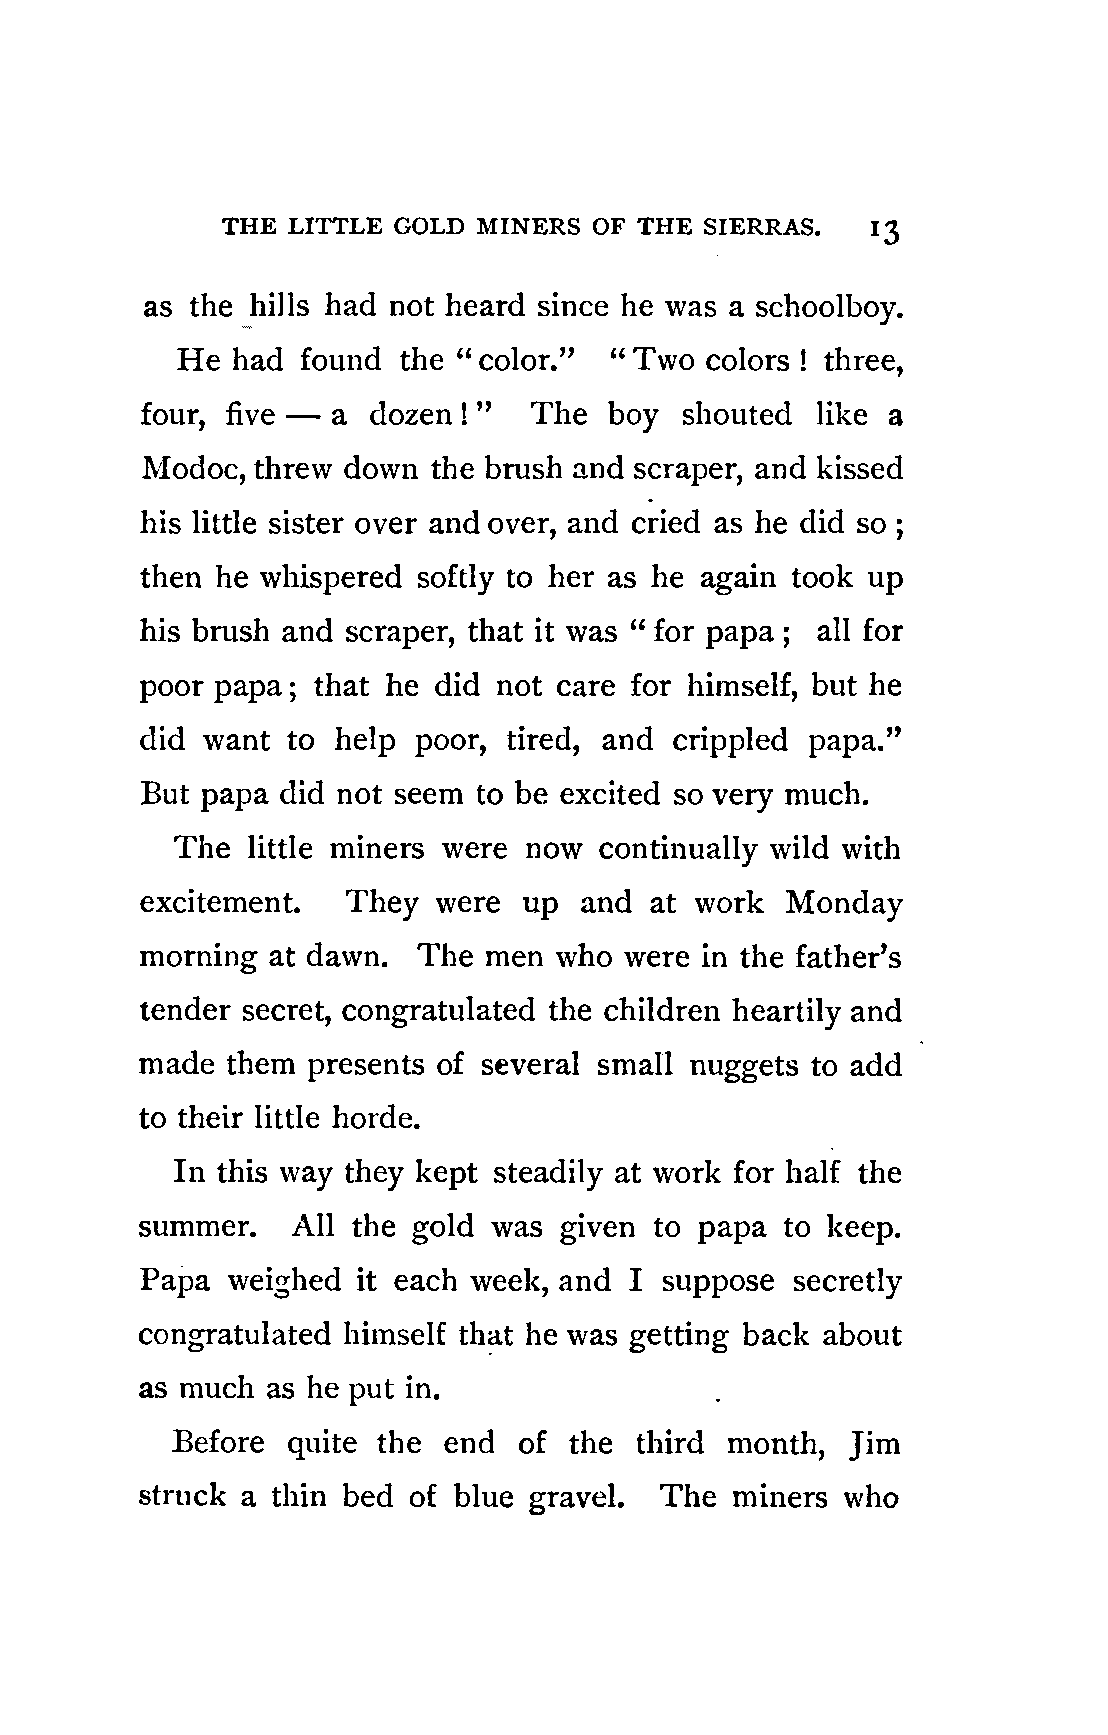 THE LITTLE GOLD MINERS OF THE SIERRAS. 13
as the hills had not heard since he was a schoolboy.
He had found the “color.” “Two colors! three,
four, five — a dozen!” The boy shouted like a
Modoc, threw down the brush and scraper, and kissed
his little sister over and over, and cried as he did so;
then he whispered softly to her as he again took up
his brush and scraper, that it was “for papa; all for
poor papa; that he did not care for himself, but he
did want to help poor, tired, and crippled papa.”
But papa did not seem to be excited so very much.
The little miners were now continually wild with
excitement. They were up and at work Monday
morning at dawn. The men who were in the father’s
tender secret, congratulated the children heartily and
made them presents of several small nuggets to add
to their little horde.
In this way they kept steadily at work for half the
summer. All the gold was given to papa to keep.
Papa weighed it each week, and I suppose secretly
congratulated himself that he was getting back about
as much as he put in.
Before quite the end of the third month, Jim
struck a thin bed of blue gravel. The miners who